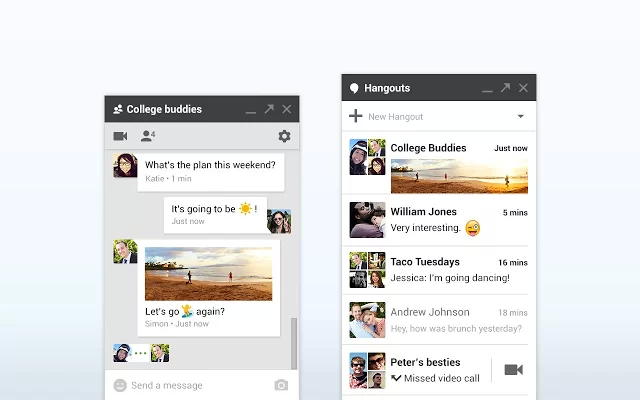 College buddies
4
What's the plan this weekend?
Katie • 1 min
It's going to be ☀ !
Just now
Let's go 🏄 again?
Simon • Just now
Send a message
Hangouts
New Hangout
College Buddies Just now
William Jones 5 mins
Very interesting. 😜
Taco Tuesdays 16 mins
Jessica: I'm going dancing!
Andrew Johnson 18 mins
Hey, how was brunch yesterday?
Peter's besties
Missed video call